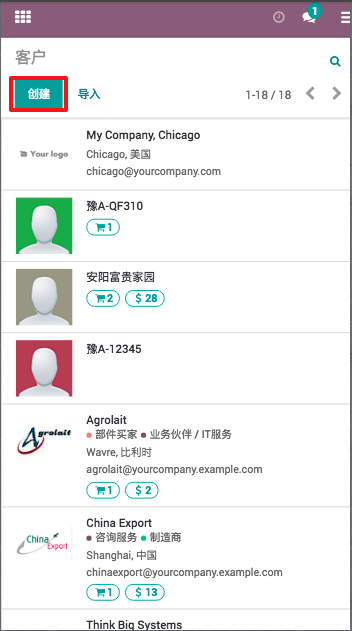 1
客户
创建 导入 1-18 / 18
Your logo
My Company, Chicago
Chicago, 美国
chicago@yourcompany.com
豫A-QF310
1
安阳富贵家园
2 $ 28
豫A-12345
Agrolait
Agrolait
部件买家 业务伙伴 / IT服务
Wavre, 比利时
agrolait@yourcompany.example.com
1 $ 2
China Export
China Export
咨询服务 制造商
Shanghai, 中国
chinaexport@yourcompany.example.com
1 $ 13
Think Big Systems